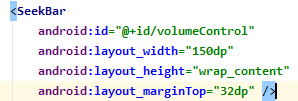 <SeekBar
android:id="@+id/volumeControl"
android:layout_width="150dp"
android:layout_height="wrap_content"
android:layout_marginTop="32dp" />